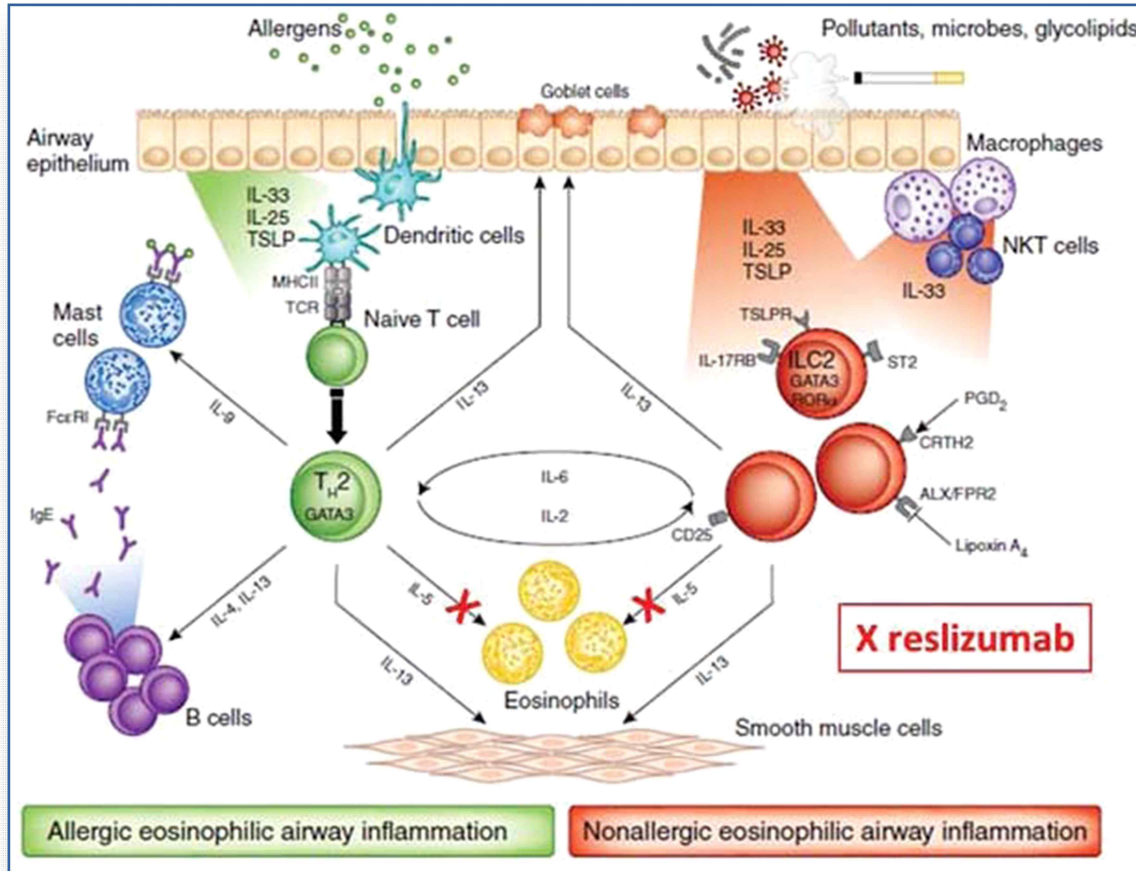 Allergens
Pollutants, microbes, glycolipids
Goblet cells
Airway
epithelium
Macrophages
IL-33
IL-25
TSLP
Dendritic cells
IL-33
IL-25
TSLP
NKT cells
IL-33
MHCII
TCR
Mast
cells
Naive T cell
TSLPR
IL-17RB
ILC2
GATA3
RORα
ST2
FcεRI
IL-9
IL-13
IL-13
PGD2
CRTH2
TH2
GATA3
IL-6
IL-2
CD25
ALX/FPR2
Lipoxin A4
IgE
IL-4, IL-13
IL-5
X
X
IL-5
X reslizumab
IL-13
IL-13
Eosinophils
B cells
Smooth muscle cells
Allergic eosinophilic airway inflammation
Nonallergic eosinophilic airway inflammation